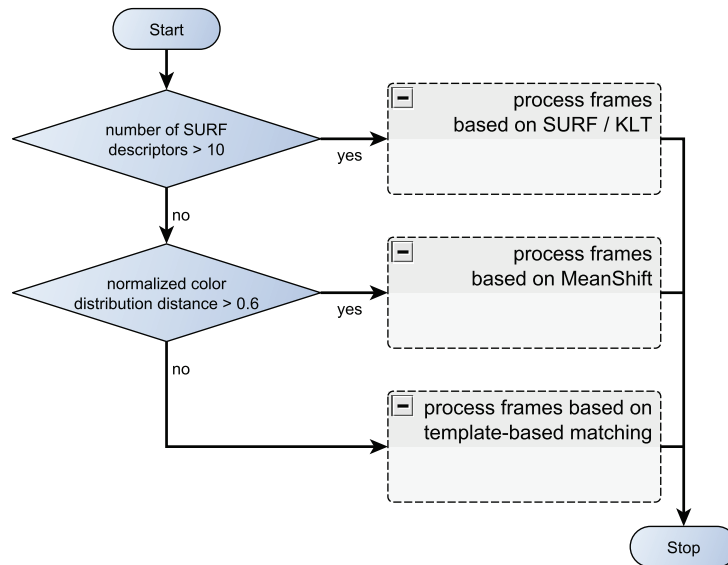 Start
number of SURF
descriptors > 10
yes
process frames
based on SURF / KLT
no
normalized color
distribution distance > 0.6
yes
process frames
based on MeanShift
no
process frames based on
template-based matching
Stop